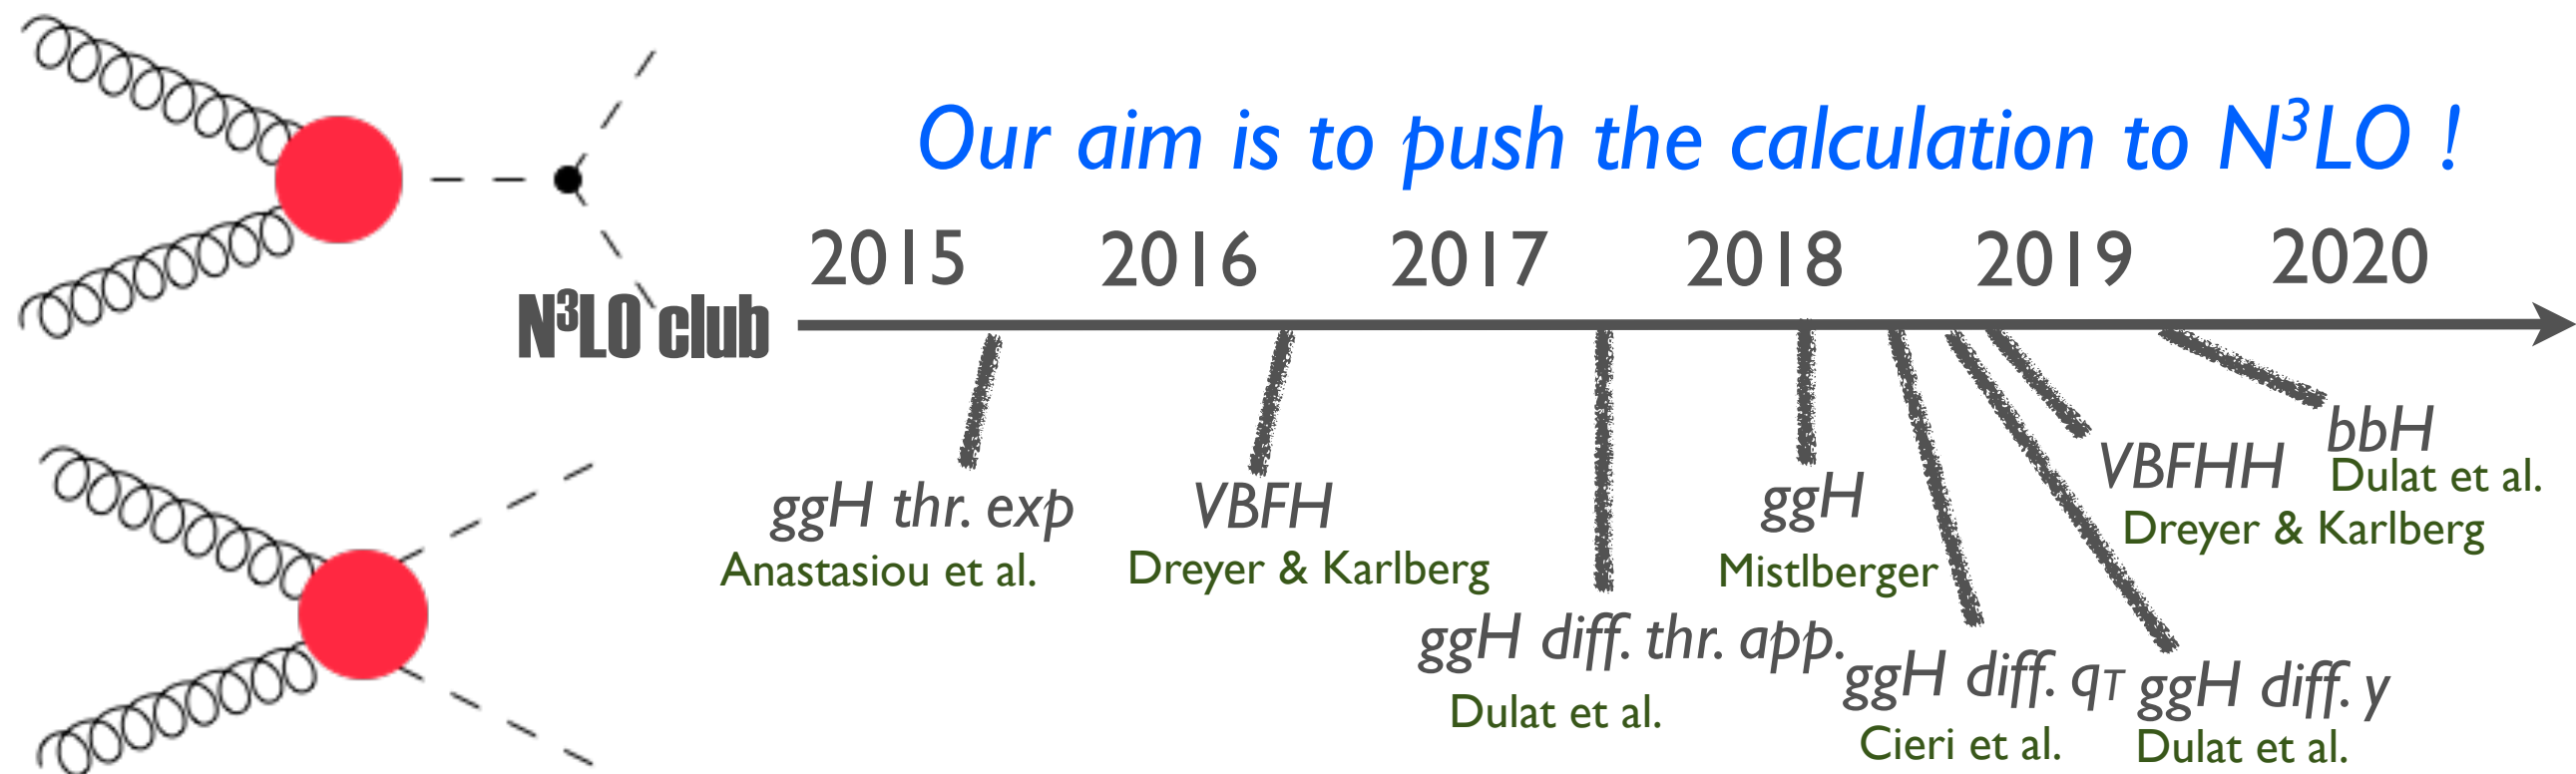 Our aim is to push the calculation to N³LO !
2015 2016 2017 2018 2019 2020
N³LO club
ggH thr. exp
Anastasiou et al.
VBFH
Dreyer & Karlberg
ggH diff. thr. app.
Dulat et al.
ggH
Mistlberger
ggH diff. qT
Cieri et al.
ggH diff. y
Dulat et al.
VBFHH
Dreyer & Karlberg
bbH
Dulat et al.